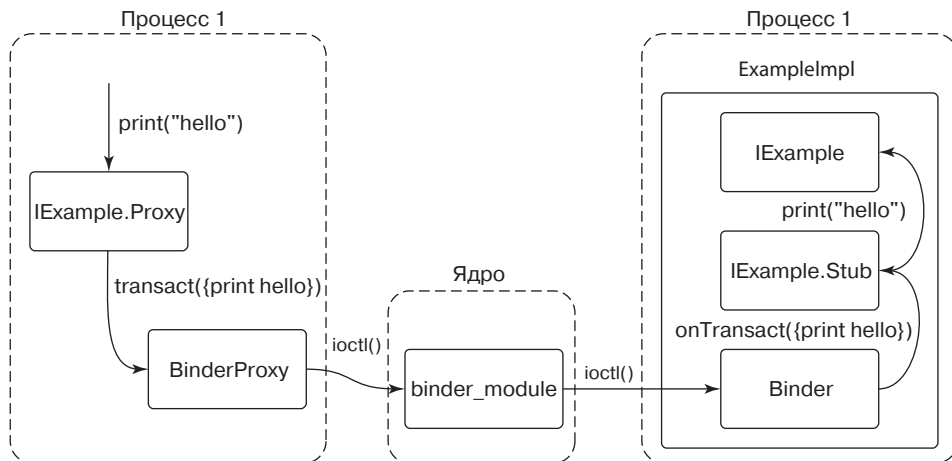 Процесс 1
print("hello")
IExample.Proxy
transact({print hello})
BinderProxy
ioctl()
Ядро
binder_module
ioctl()
Процесс 1
ExampleImpl
IExample
print("hello")
IExample.Stub
onTransact({print hello})
Binder